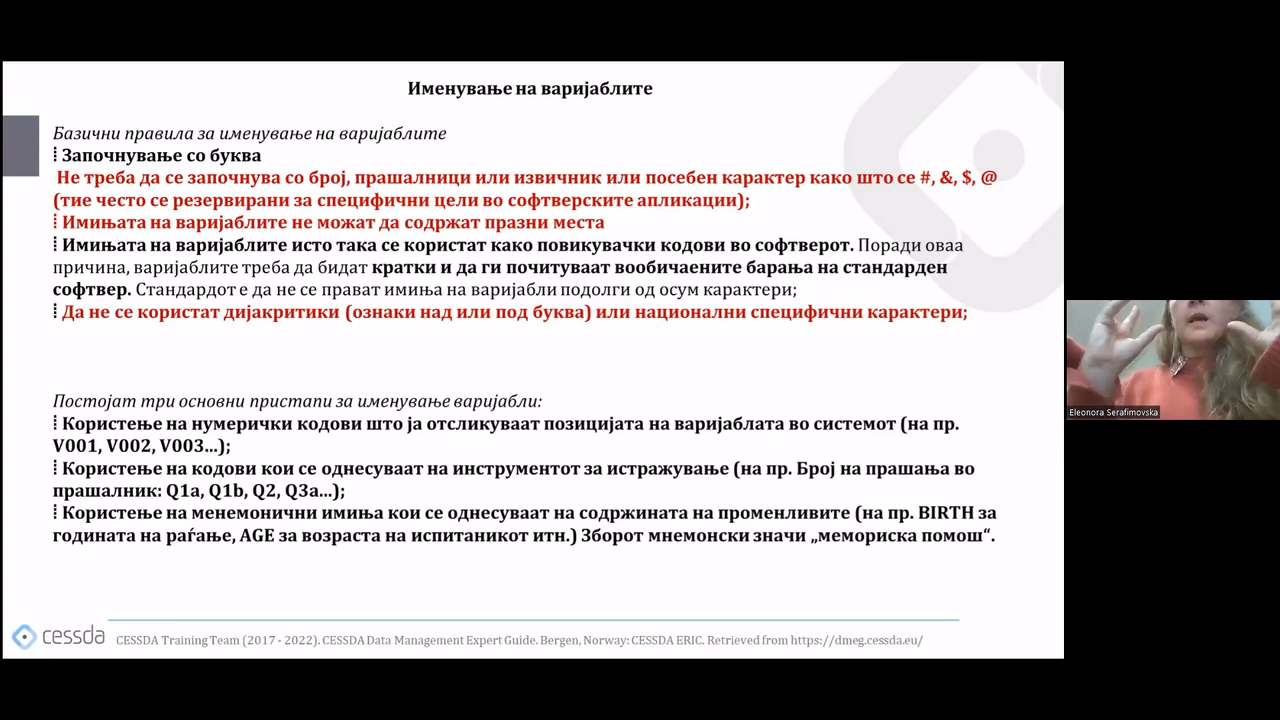 Именување на варијаблите
Базични правила за именување на варијаблите
⁞ Започнување со буква
Не треба да се започнува со број, прашалници или извичник или посебен карактер како што се #, &, $, @
(тие често се резервирани за специфични цели во софтверските апликации);
⁞ Имињата на варијаблите не можат да содржат празни места
⁞ Имињата на варијаблите исто така се користат како повикувачки кодови во софтверот. Поради оваа
причина, варијаблите треба да бидат кратки и да ги почитуваат вообичаените барања на стандарден
софтвер. Стандардот е да не се прават имиња на варијабли подолги од осум карактери;
⁞ Да не се користат дијакритики (ознаки над или под буква) или национални специфични карактери;
Постојат три основни пристапи за именување варијабли:
⁞ Користење на нумерички кодови што ја отсликуваат позицијата на варијаблата во системот (на пр.
V001, V002, V003...);
⁞ Користење на кодови кои се однесуваат на инструментот за истражување (на пр. Број на прашања во
прашалник: Q1a, Q1b, Q2, Q3a...);
⁞ Користење на менемонични имиња кои се однесуваат на содржината на променливите (на пр. BIRTH за
годината на раѓање, AGE за возраста на испитаникот итн.) Зборот мнемонски значи „мемориска помош“.
cessda
CESSDA Training Team (2017 - 2022). CESSDA Data Management Expert Guide. Bergen, Norway: CESSDA ERIC. Retrieved from https://dmeg.cessda.eu/
Eleonora Serafimovska